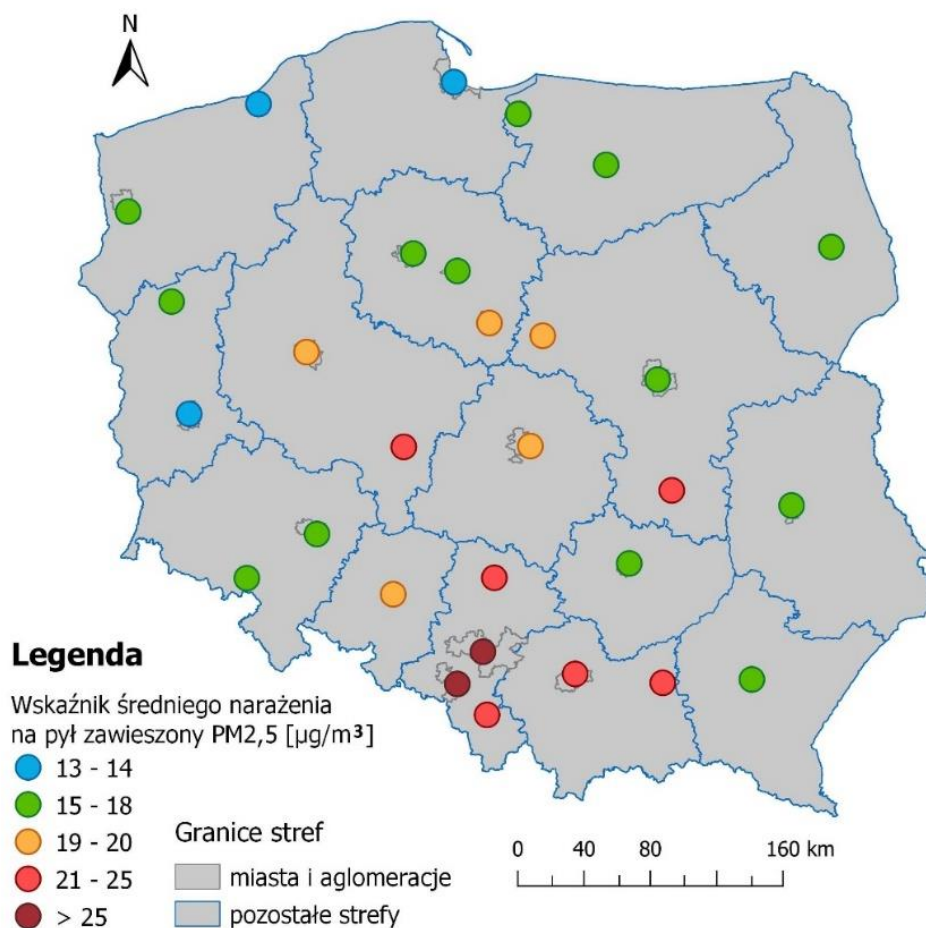 N
Legenda
Wskaźnik średniego narażenia
na pył zawieszony PM2,5 [µg/m³]
13 - 14
15 - 18
19 - 20
21 - 25
> 25
Granice stref
miasta i aglomeracje
pozostałe strefy
0 40 80 160 km